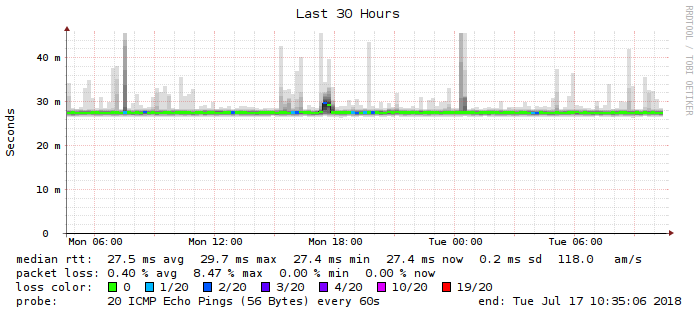 Last 30 Hours
RRDTOOL / TOBI OETIKER
Seconds
40 m
30 m
20 m
10 m
0
Mon 06:00 Mon 12:00 Mon 18:00 Tue 00:00 Tue 06:00
median rtt: 27.5 ms avg 29.7 ms max 27.4 ms min 27.4 ms now 0.2 ms sd 118.0 am/s
packet loss: 0.40 % avg 8.47 % max 0.00 % min 0.00 % now
loss color: 0 1/20 2/20 3/20 4/20 10/20 19/20
probe: 20 ICMP Echo Pings (56 Bytes) every 60s end: Tue Jul 17 10:35:06 2018